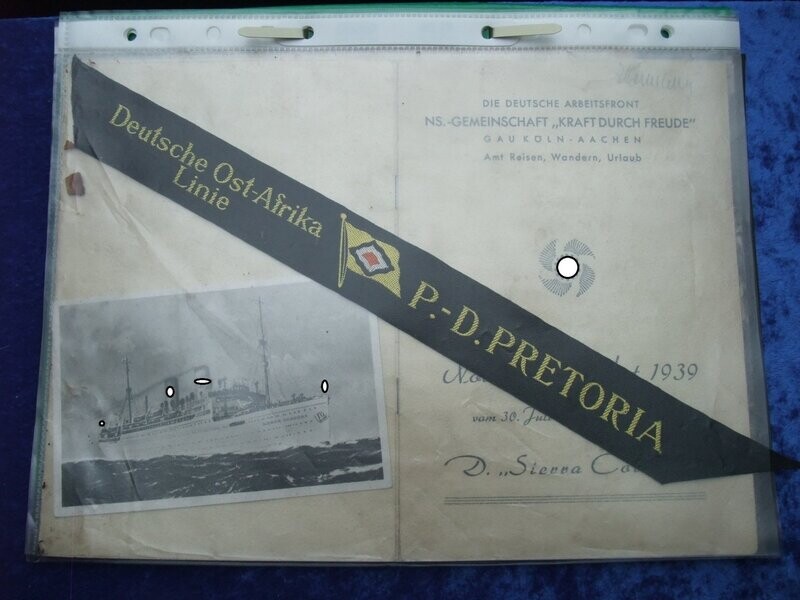 DIE DEUTSCHE ARBEITSFRONT
NS.-GEMEINSCHAFT „KRAFT DURCH FREUDE"
GAU KÖLN-AACHEN
Amt Reisen, Wandern, Urlaub
Deutsche Ost-Afrika
Linie
P.-D. PRETORIA
1939
vom 30.
D. „Sierra